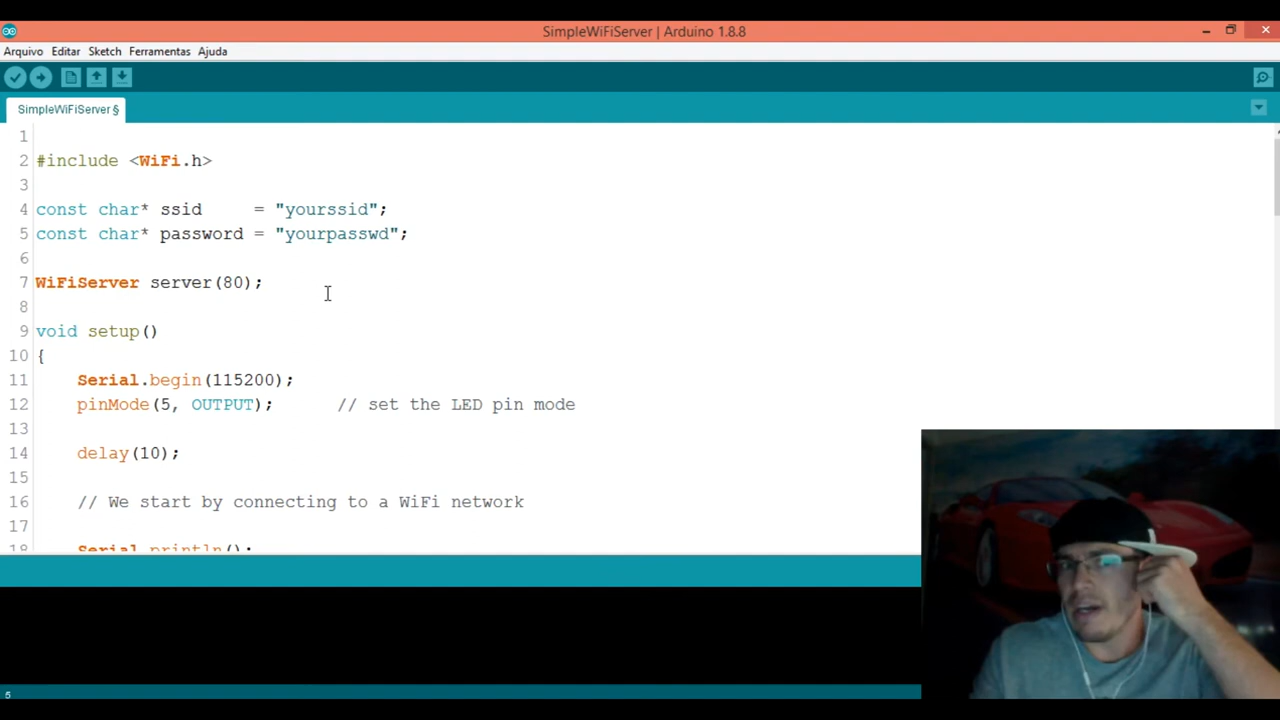 SimpleWiFiServer | Arduino 1.8.8
Arquivo Editar Sketch Ferramentas Ajuda
SimpleWiFiServer §
1
2 #include <WiFi.h>
3
4 const char* ssid     = "yourssid";
5 const char* password = "yourpasswd";
6
7 WiFiServer server(80);
8
9 void setup()
10 {
11     Serial.begin(115200);
12     pinMode(5, OUTPUT);      // set the LED pin mode
13
14     delay(10);
15
16     // We start by connecting to a WiFi network
17
18     Serial.println();
5